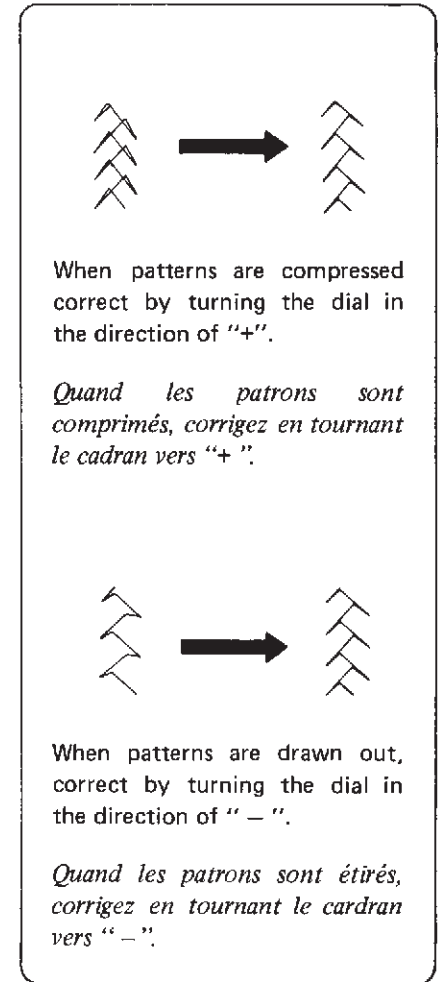 When patterns are compressed
correct by turning the dial in
the direction of "+".
Quand les patrons sont
comprimés, corrigez en tournant
le cadran vers "+ ".
When patterns are drawn out,
correct by turning the dial in
the direction of " – ".
Quand les patrons sont étirés,
corrigez en tournant le cardran
vers " – ".